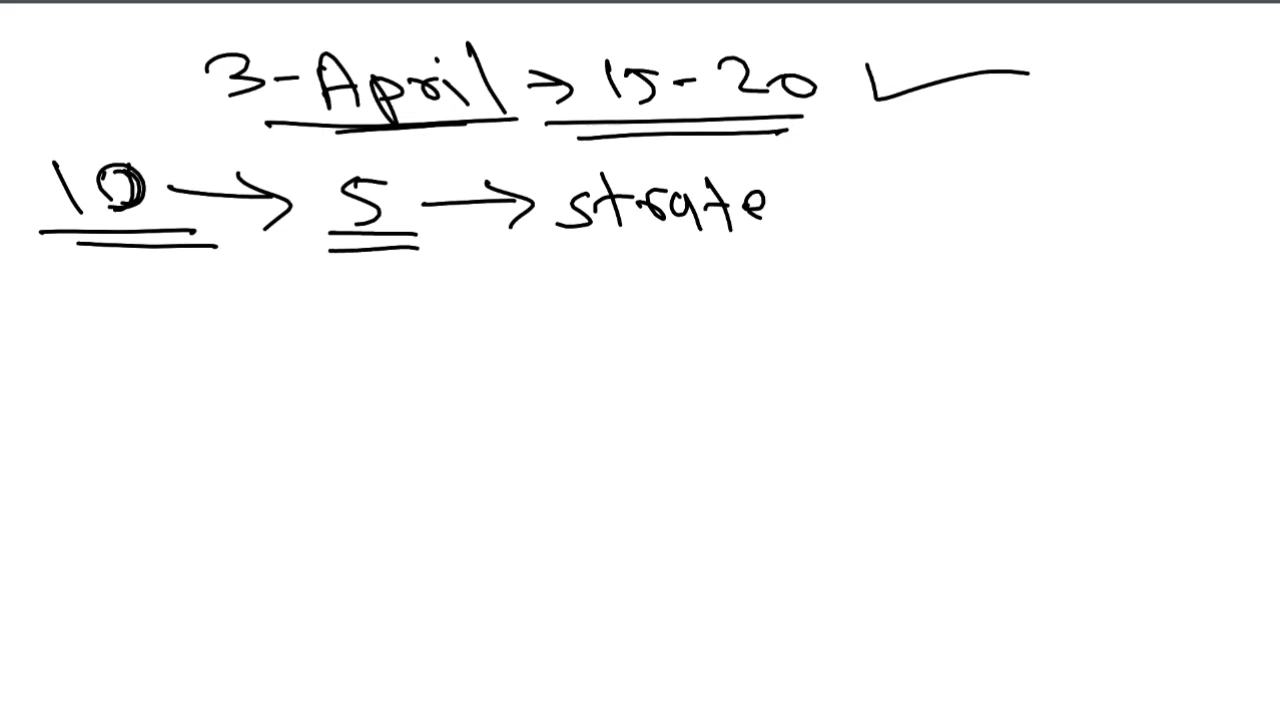 3-April → 15-20 ✓
10 → 5 → strate